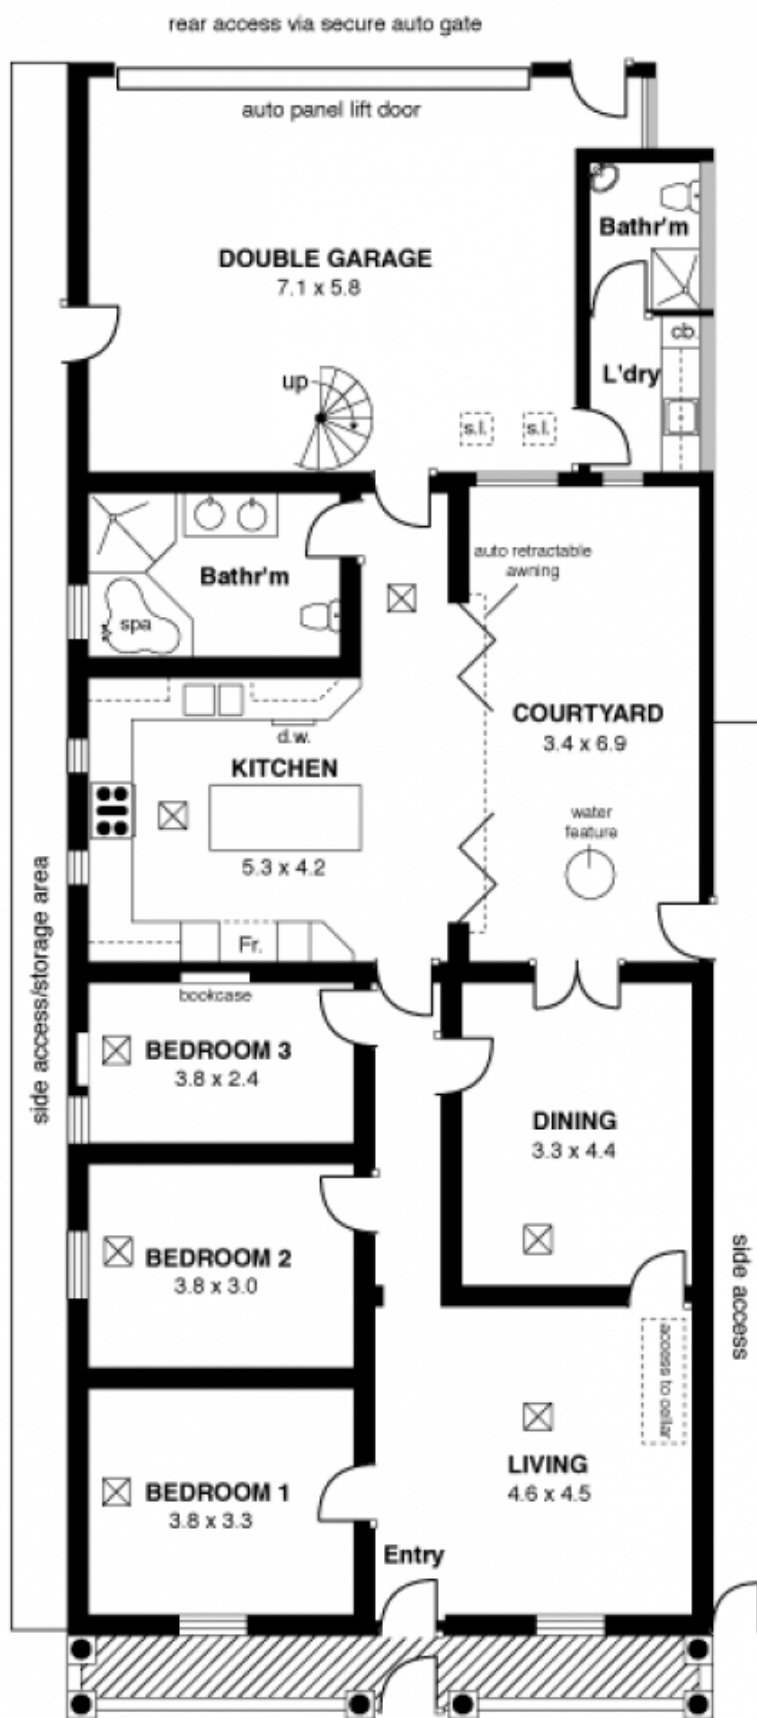 rear access via secure auto gate
auto panel lift door
Bathr'm
DOUBLE GARAGE
7.1 x 5.8
cb.
up
L'dry
s.l.
s.l.
auto retractable
awning
Bathr'm
spa
COURTYARD
3.4 x 6.9
d.w.
KITCHEN
water
feature
5.3 x 4.2
side access/storage area
Fr.
bookcase
BEDROOM 3
3.8 x 2.4
DINING
3.3 x 4.4
BEDROOM 2
3.8 x 3.0
side access
access to cellar
LIVING
4.6 x 4.5
BEDROOM 1
3.8 x 3.3
Entry